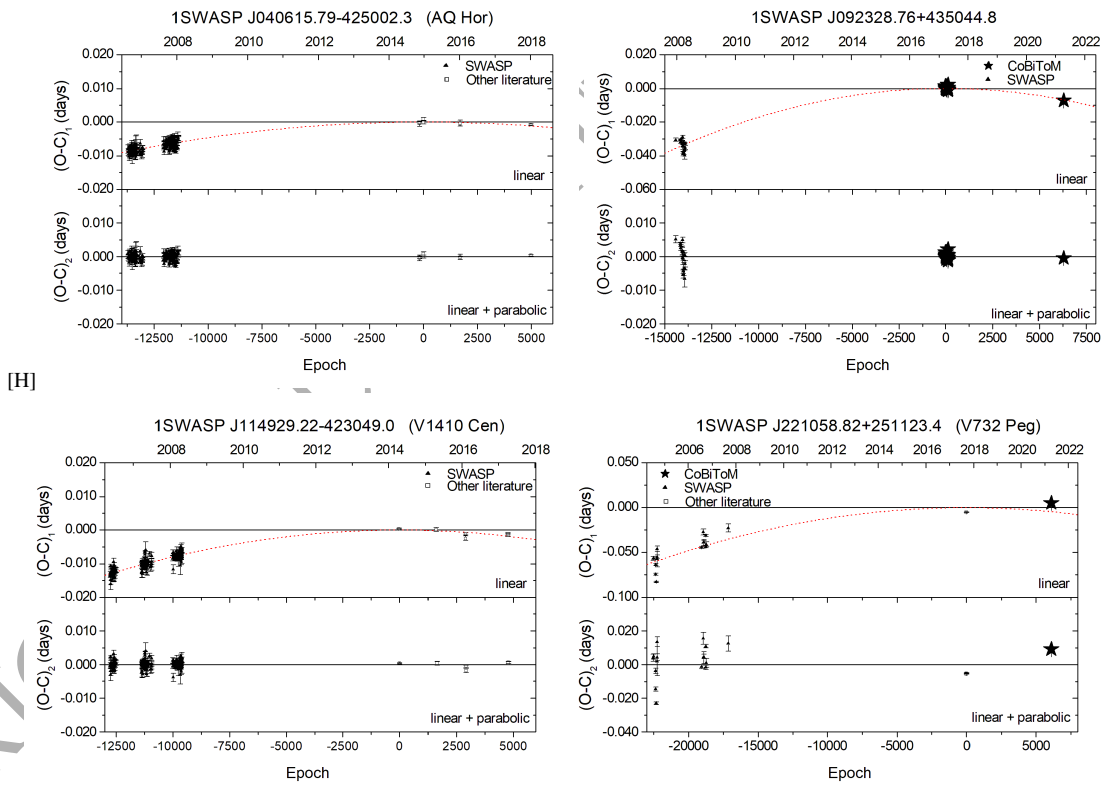 1SWASP J040615.79-425002.3 (AQ Hor)
2008 2010 2012 2014 2016 2018
0.020
0.010
0.000
-0.010
-0.020
(O-C)1 (days)
SWASP
Other literature
linear
0.010
0.000
-0.010
-0.020
(O-C)2 (days)
linear + parabolic
-12500 -10000 -7500 -5000 -2500 0 2500 5000
Epoch
1SWASP J092328.76+435044.8
2008 2010 2012 2014 2016 2018 2020 2022
0.020
0.000
-0.020
-0.040
-0.060
(O-C)1 (days)
CoBiToM
SWASP
linear
0.010
0.000
-0.010
-0.020
(O-C)2 (days)
linear + parabolic
-15000 -12500 -10000 -7500 -5000 -2500 0 2500 5000 7500
Epoch
[H]
1SWASP J114929.22-423049.0 (V1410 Cen)
2008 2010 2012 2014 2016 2018
0.020
0.010
0.000
-0.010
-0.020
(O-C)1 (days)
SWASP
Other literature
linear
0.010
0.000
-0.010
-0.020
(O-C)2 (days)
linear + parabolic
-12500 -10000 -7500 -5000 -2500 0 2500 5000
Epoch
1SWASP J221058.82+251123.4 (V732 Peg)
2006 2008 2010 2012 2014 2016 2018 2020 2022
0.050
0.000
-0.050
-0.100
(O-C)1 (days)
CoBiToM
SWASP
Other literature
linear
0.020
0.000
-0.020
-0.040
(O-C)2 (days)
linear + parabolic
-20000 -15000 -10000 -5000 0 5000
Epoch